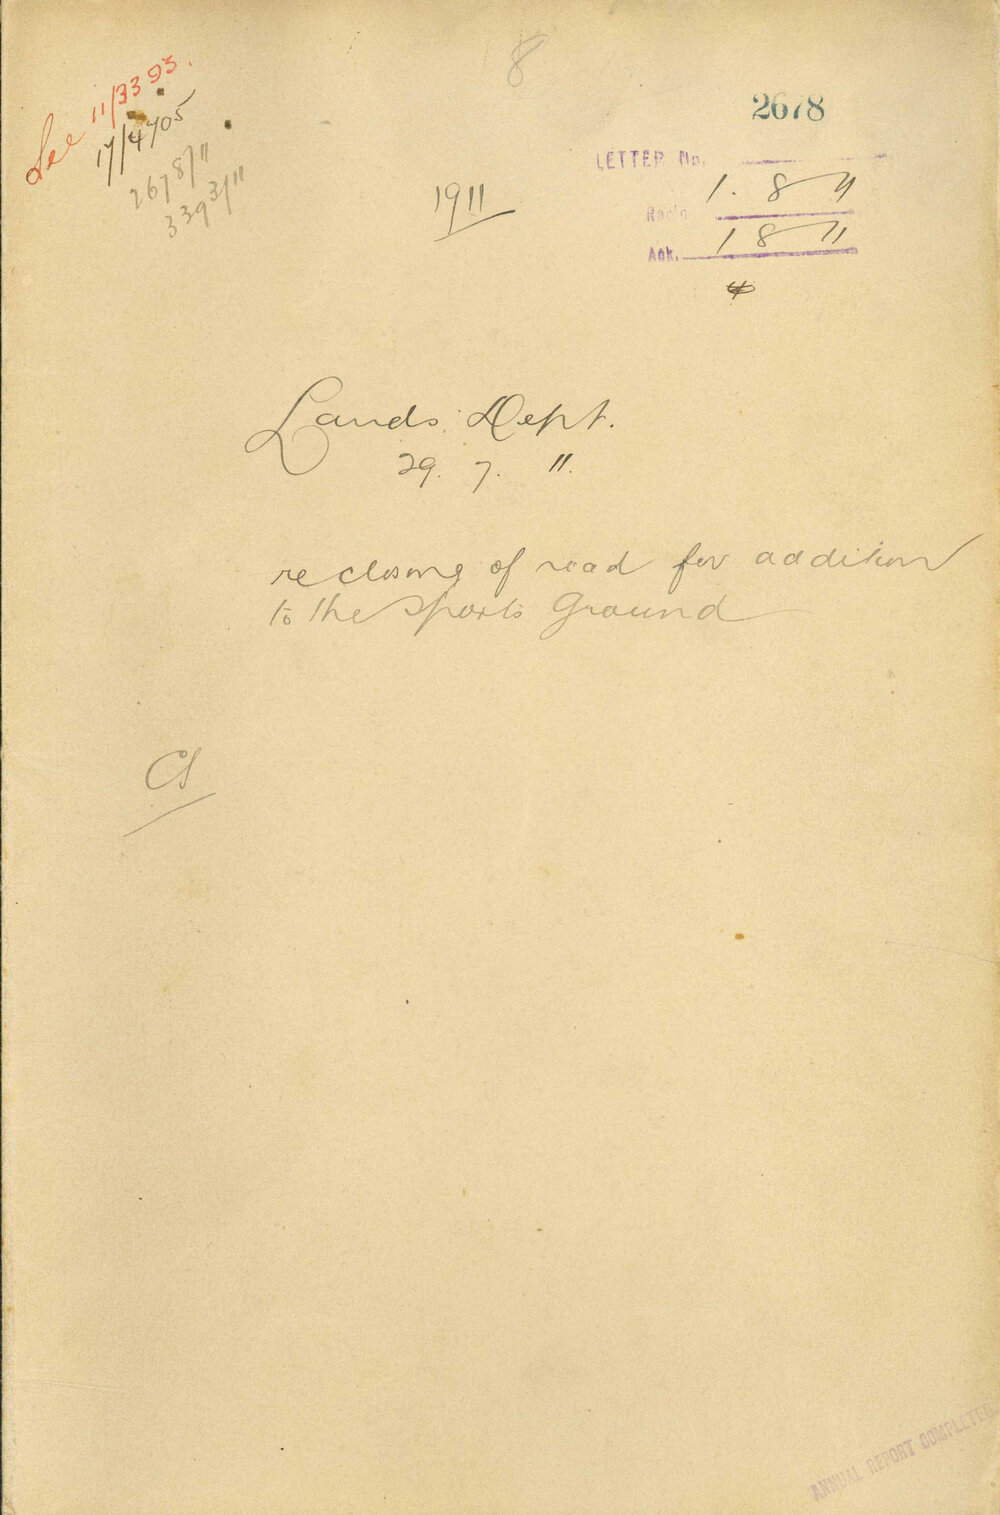 8
2678
See 11/3393.
17/4705
2678/11
3393/11
LETTER No.
1911
Rec'd 1. 8 11
Ack. 1 8 11
Lands Dept.
29. 7. 11.
re closing of road for addition
to the Sports Ground
CS
ANNUAL REPORT COMPLETED